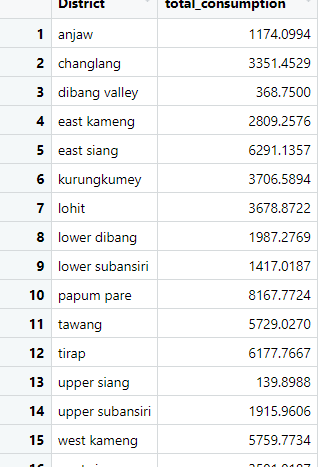 District total_consumption
1 anjaw 1174.0994
2 changlang 3351.4529
3 dibang valley 368.7500
4 east kameng 2809.2576
5 east siang 6291.1357
6 kurungkumey 3706.5894
7 lohit 3678.8722
8 lower dibang 1987.2769
9 lower subansiri 1417.0187
10 papum pare 8167.7724
11 tawang 5729.0270
12 tirap 6177.7667
13 upper siang 139.8988
14 upper subansiri 1915.9606
15 west kameng 5759.7734